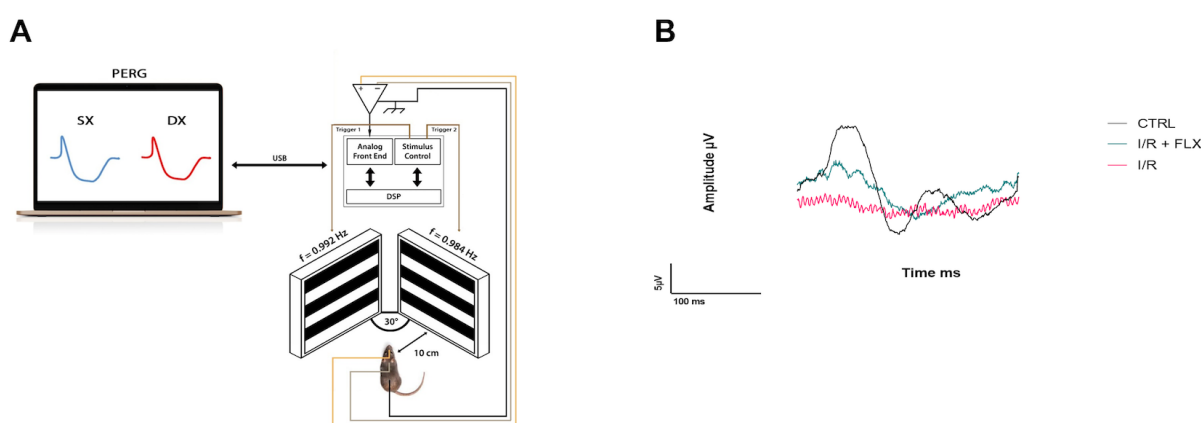 A
PERG
SX
DX
USB
+ −
Trigger 1
Trigger 2
Analog
Front End
Stimulus
Control
DSP
f = 0.992 Hz
f = 0.984 Hz
30°
10 cm
B
Amplitude μV
CTRL
I/R + FLX
I/R
Time ms
5μV
100 ms